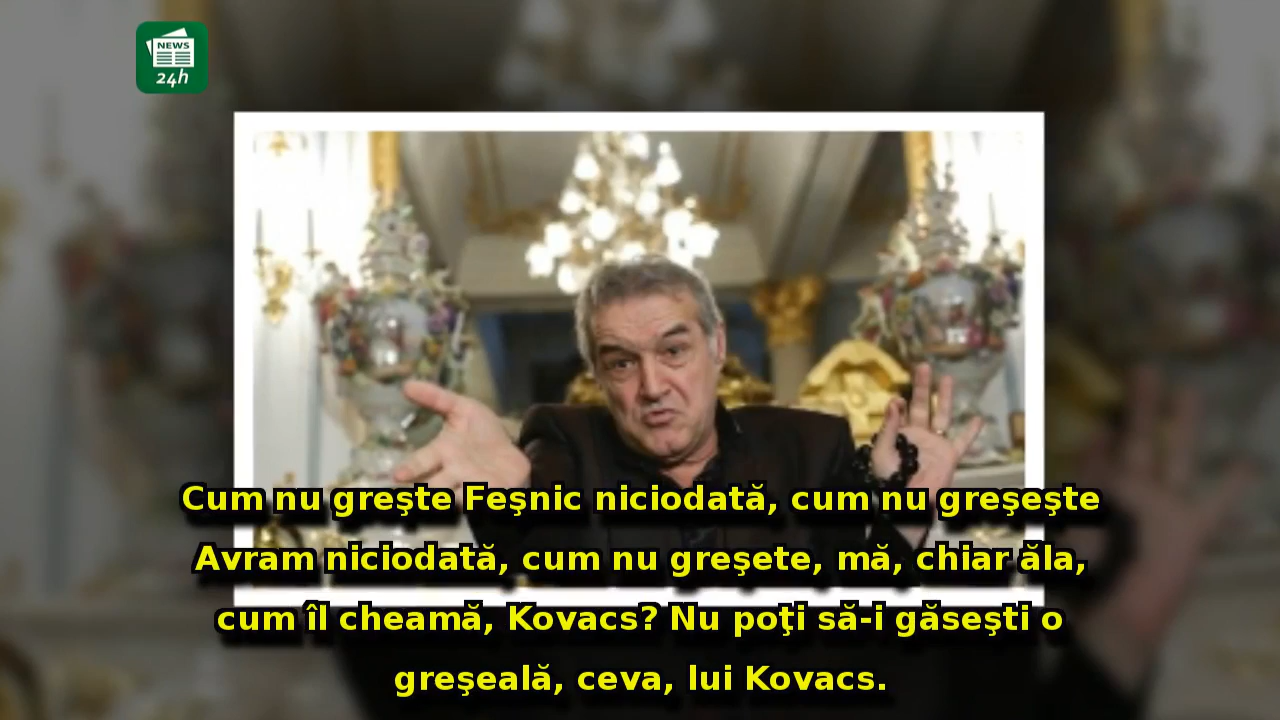 NEWS
24h
Cum nu greşte Feşnic niciodată, cum nu greşeşte
Avram niciodată, cum nu greşete, mă, chiar ăla,
cum îl cheamă, Kovacs? Nu poţi să-i găseşti o
greşeală, ceva, lui Kovacs.